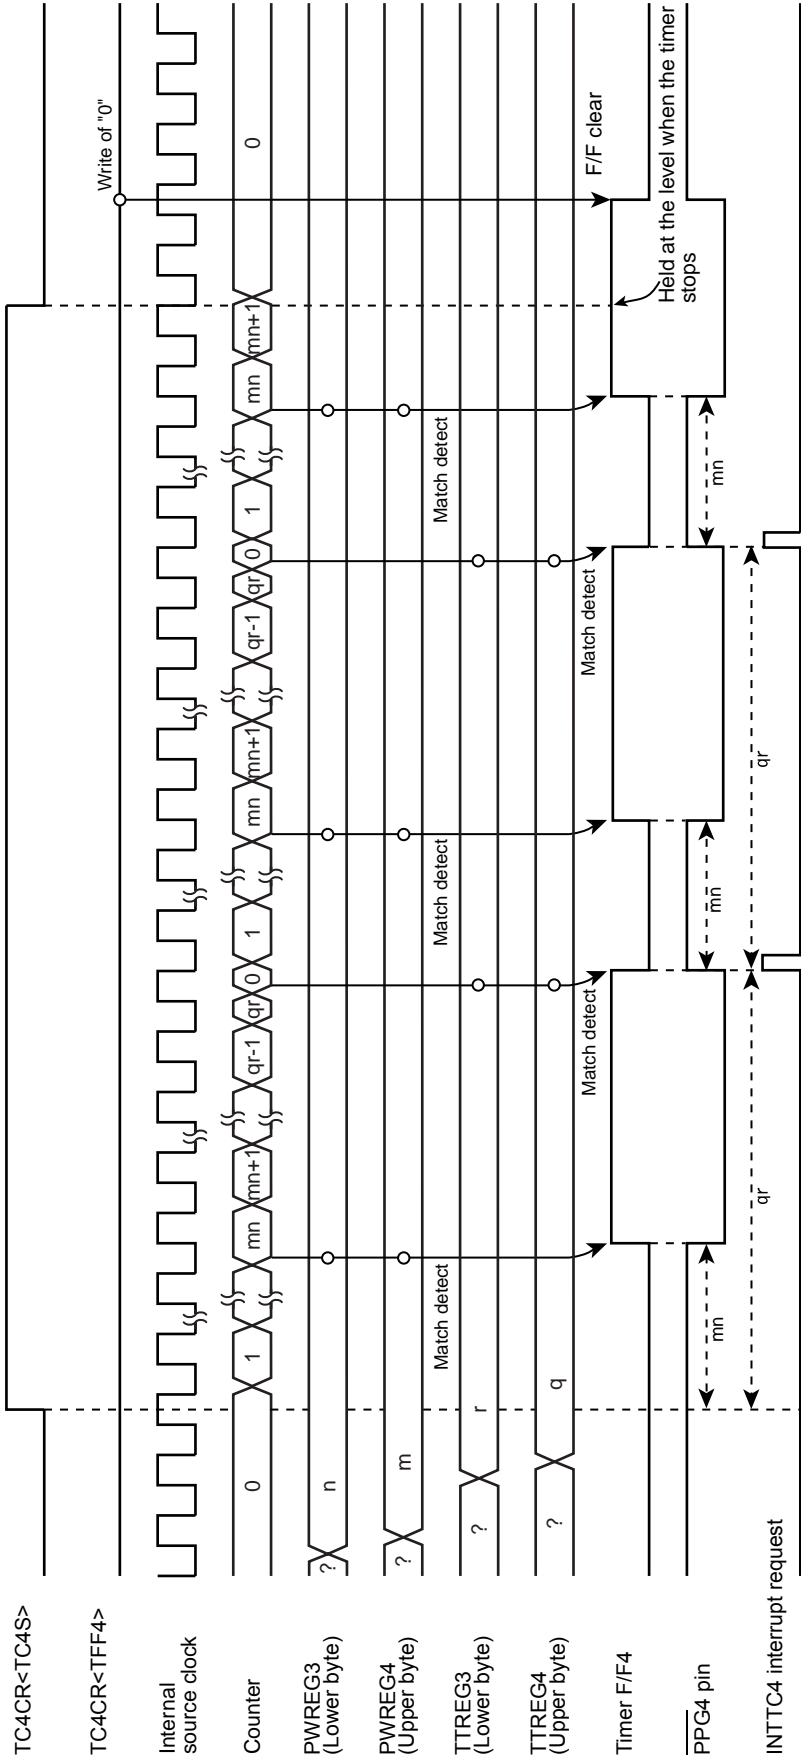 TC4CR<TC4S>
TC4CR<TFF4>
Write of "0"
Internal
source clock
Counter
0
1
mn
mn+1
qr-1
qr
0
1
mn
mn+1
qr-1
qr
0
1
mn
mn+1
0
PWREG3
(Lower byte)
?
n
PWREG4
(Upper byte)
?
m
Match detect
Match detect
Match detect
TTREG3
(Lower byte)
?
r
TTREG4
(Upper byte)
?
q
Match detect
Match detect
F/F clear
Timer F/F4
Held at the level when the timer
stops
PPG4 pin
mn
mn
mn
qr
qr
INTTC4 interrupt request